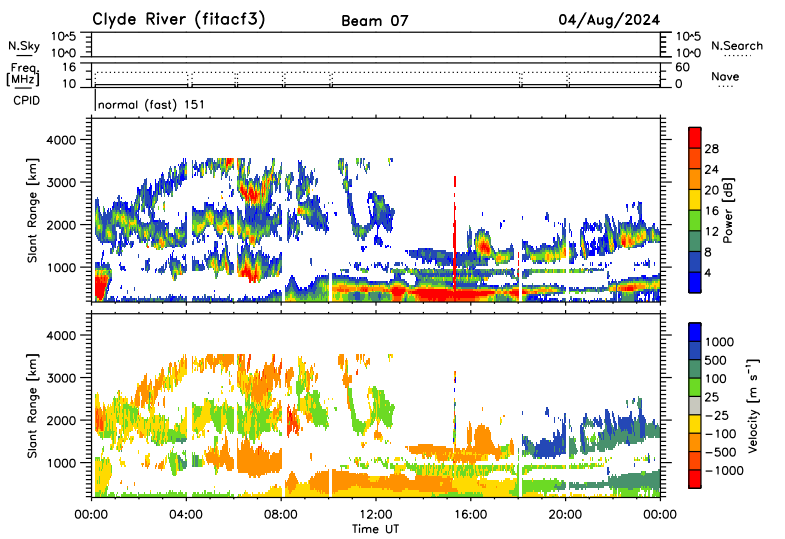 Clyde River (fitacf3) Beam 07 04/Aug/2024
N.Sky 10^5 10^5 N.Search
10^0 10^0
Freq. 16 60
[MHz] 10 0 Nave
CPID normal (fast) 151
4000
3000
2000
1000
Slant Range [km]
28
24
20
16
12
8
4
Power [dB]
4000
3000
2000
1000
Slant Range [km]
1000
500
100
25
−25
−100
−500
−1000
Velocity [m s⁻¹]
00:00 04:00 08:00 12:00 16:00 20:00 00:00
Time UT